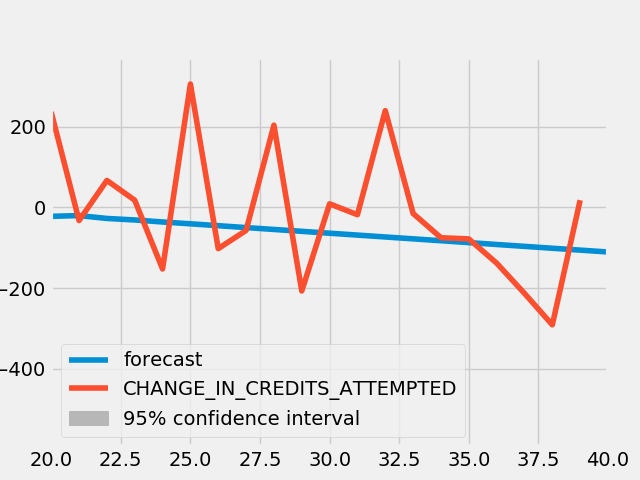 200
0
−200
−400
forecast
CHANGE_IN_CREDITS_ATTEMPTED
95% confidence interval
20.0 22.5 25.0 27.5 30.0 32.5 35.0 37.5 40.0